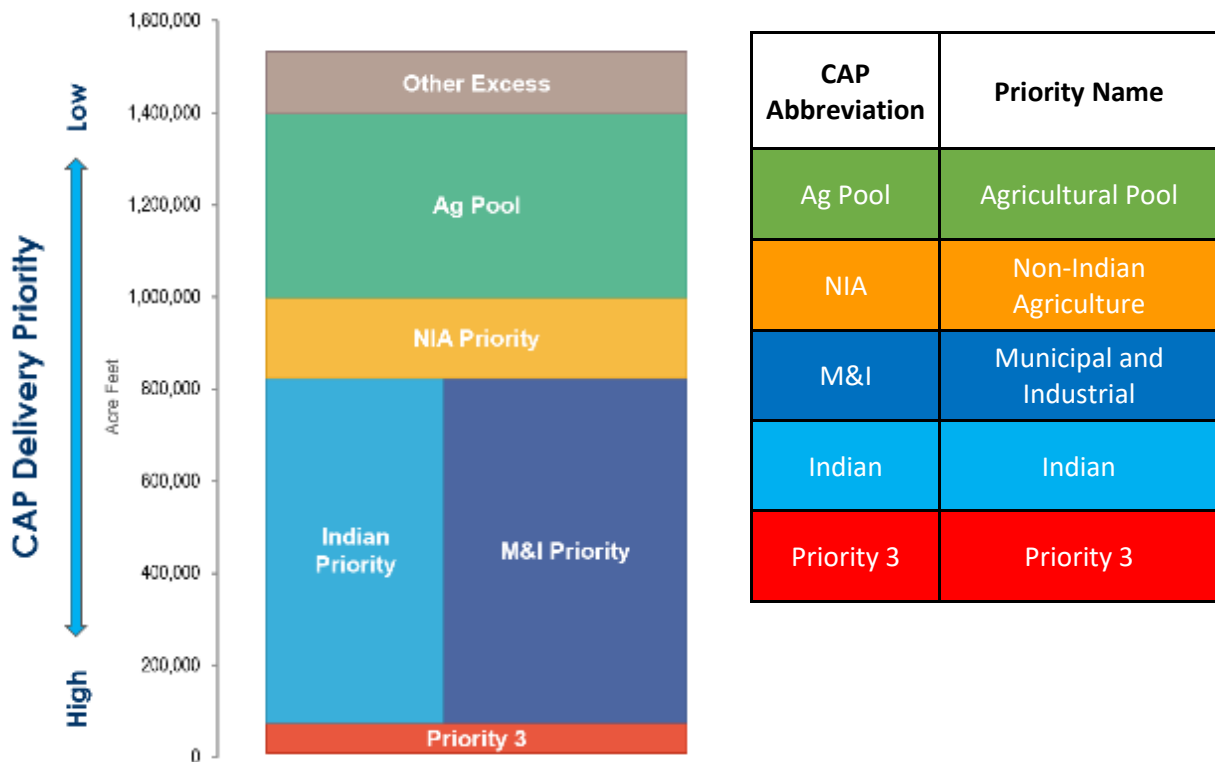 CAP Delivery Priority
Low
High
Acre Feet
1,600,000
1,400,000
1,200,000
1,000,000
800,000
600,000
400,000
200,000
0
Other Excess
Ag Pool
NIA Priority
Indian
Priority
M&I Priority
Priority 3
CAP
Abbreviation
Priority Name
Ag Pool
Agricultural Pool
NIA
Non-Indian
Agriculture
M&I
Municipal and
Industrial
Indian
Indian
Priority 3
Priority 3